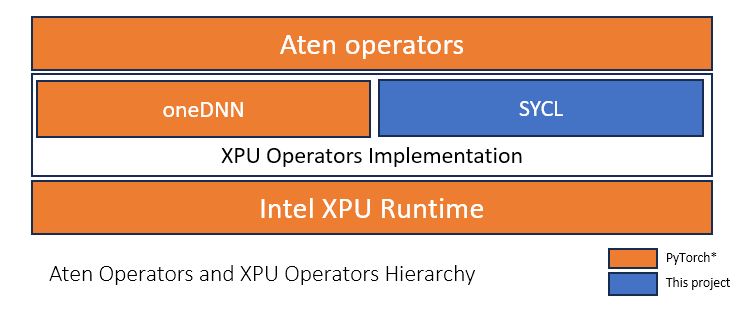 Aten operators
oneDNN
SYCL
XPU Operators Implementation
Intel XPU Runtime
Aten Operators and XPU Operators Hierarchy
PyTorch*
This project